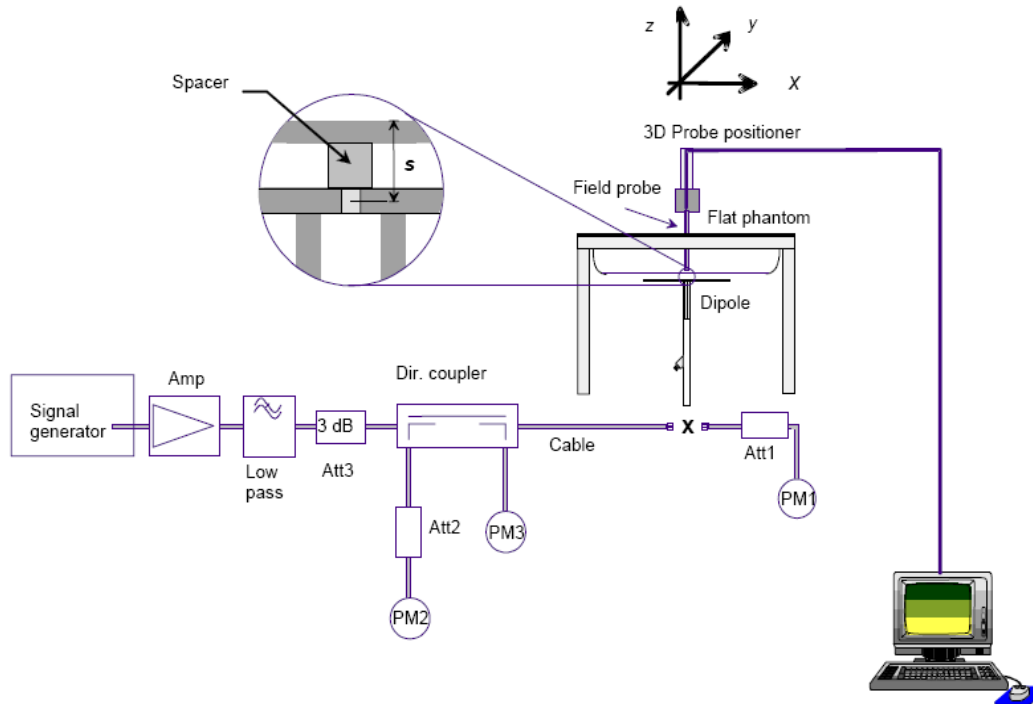 z
y
X
Spacer
s
3D Probe positioner
Field probe
Flat phantom
Dipole
Dir. coupler
Amp
Signal
generator
3 dB
Cable
X
Att1
Low
pass
Att3
PM1
Att2
PM3
PM2